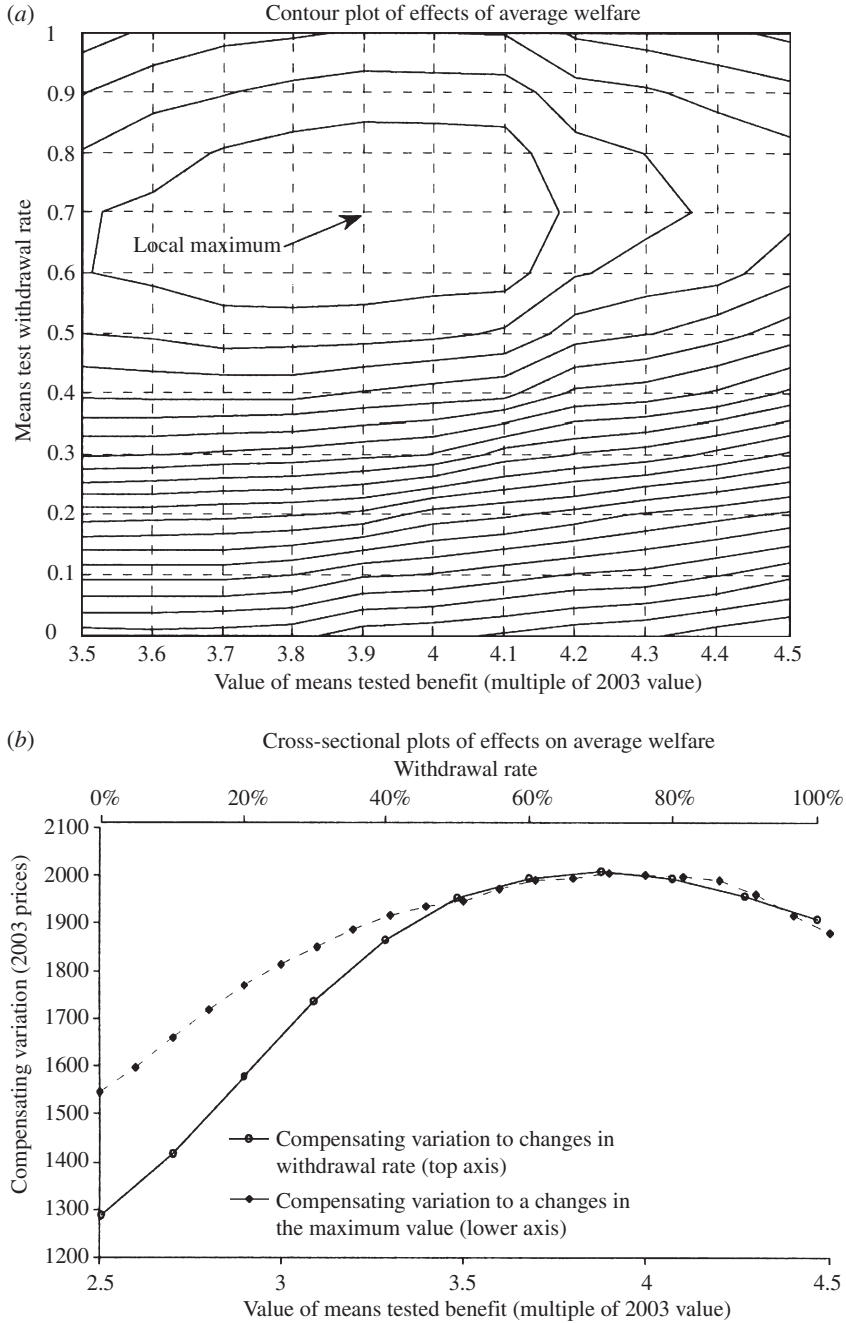 (a)
Contour plot of effects of average welfare
Means test withdrawal rate
1
0.9
0.8
0.7
0.6
0.5
0.4
0.3
0.2
0.1
0
Local maximum
3.5 3.6 3.7 3.8 3.9 4 4.1 4.2 4.3 4.4 4.5
Value of means tested benefit (multiple of 2003 value)
(b)
Cross-sectional plots of effects on average welfare
Withdrawal rate
0% 20% 40% 60% 80% 100%
Compensating variation (2003 prices)
2100
2000
1900
1800
1700
1600
1500
1400
1300
1200
Compensating variation to changes in
withdrawal rate (top axis)
Compensating variation to a changes in
the maximum value (lower axis)
2.5 3 3.5 4 4.5
Value of means tested benefit (multiple of 2003 value)